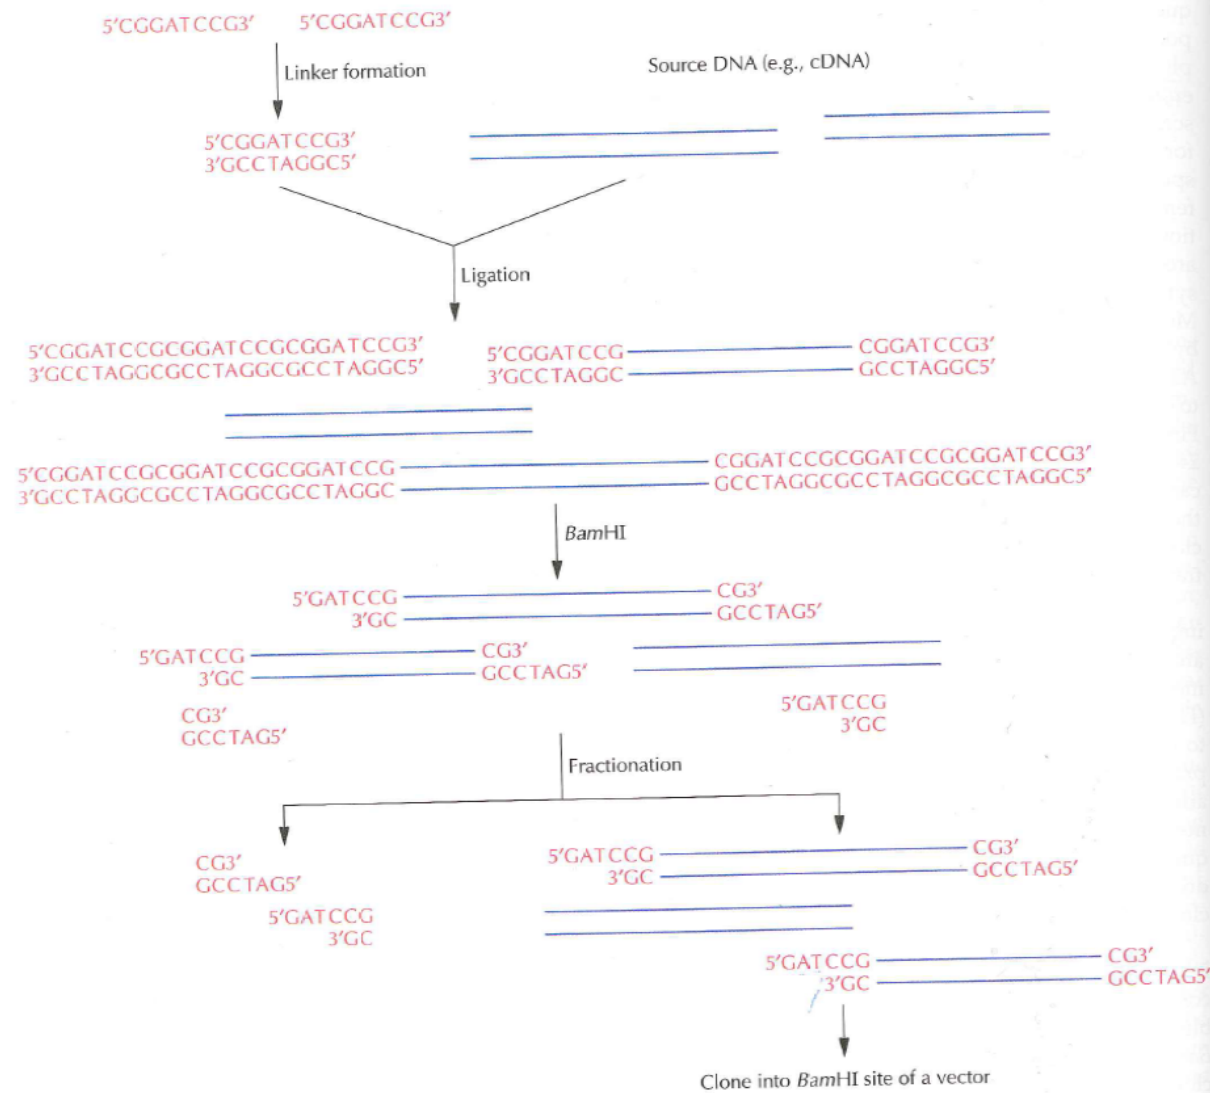 5′CGGATCCG3′ 5′CGGATCCG3′
Linker formation
Source DNA (e.g., cDNA)
5′CGGATCCG3′
3′GCCTAGGC5′
Ligation
5′CGGATCCGCGGATCCGCGGATCCG3′
3′GCCTAGGCGCCTAGGCGCCTAGGC5′
5′CGGATCCG CGGATCCG3′
3′GCCTAGGC GCCTAGGC5′
5′CGGATCCGCGGATCCGCGGATCCG CGGATCCGCGGATCCGCGGATCCG3′
3′GCCTAGGCGCCTAGGCGCCTAGGC GCCTAGGCGCCTAGGCGCCTAGGC5′
BamHI
5′GATCCG CG3′
3′GC GCCTAG5′
5′GATCCG CG3′
3′GC GCCTAG5′
CG3′
GCCTAG5′
5′GATCCG
3′GC
Fractionation
CG3′
GCCTAG5′
5′GATCCG
3′GC
5′GATCCG CG3′
3′GC GCCTAG5′
5′GATCCG CG3′
3′GC GCCTAG5′
Clone into BamHI site of a vector